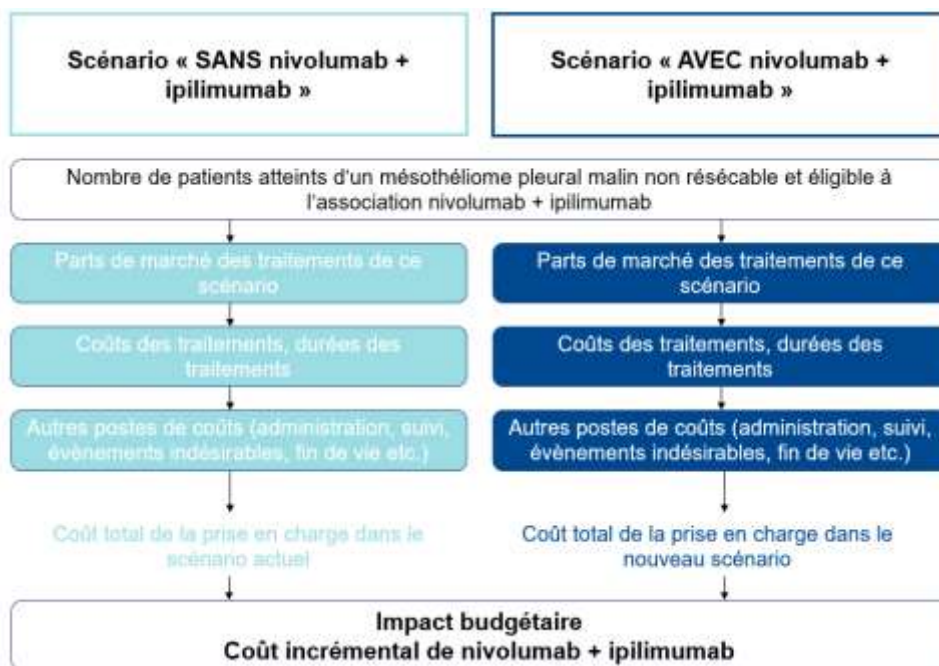 Scénario « SANS nivolumab +
ipilimumab »
Scénario « AVEC nivolumab +
ipilimumab »
Nombre de patients atteints d'un mésothéliome pleural malin non résécable et éligible à
l'association nivolumab + ipilimumab
Parts de marché des traitements de ce
scénario
Parts de marché des traitements de ce
scénario
Coûts des traitements, durées des
traitements
Coûts des traitements, durées des
traitements
Autres postes de coûts (administration, suivi,
évènements indésirables, fin de vie etc.)
Autres postes de coûts (administration, suivi,
évènements indésirables, fin de vie etc.)
Coût total de la prise en charge dans le
scénario actuel
Coût total de la prise en charge dans le
nouveau scénario
Impact budgétaire
Coût incrémental de nivolumab + ipilimumab